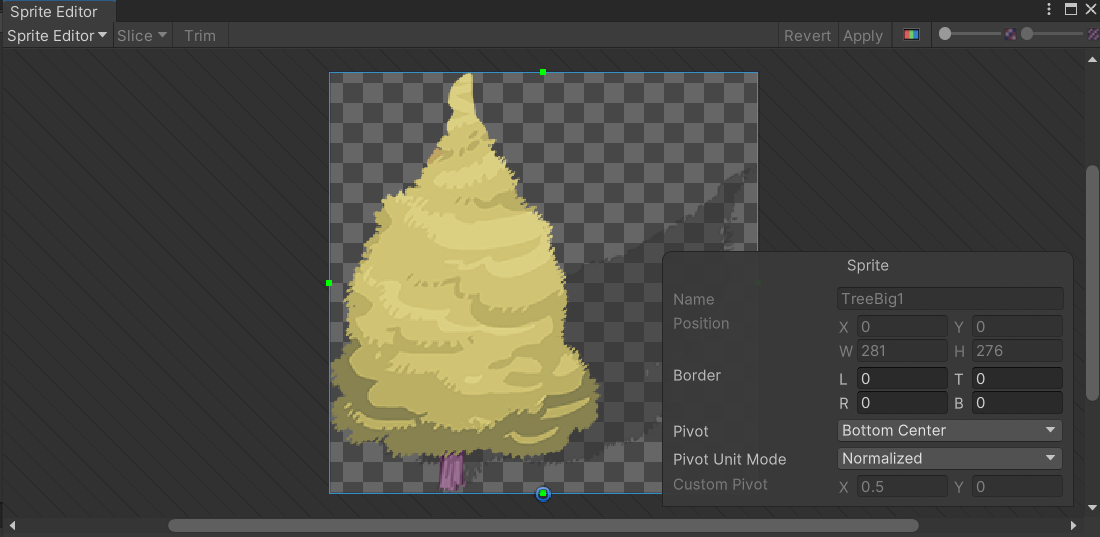 Sprite Editor
Sprite Editor Slice Trim Revert Apply
Sprite
Name TreeBig1
Position X 0 Y 0
W 281 H 276
Border L 0 T 0
R 0 B 0
Pivot Bottom Center
Pivot Unit Mode Normalized
Custom Pivot X 0.5 Y 0